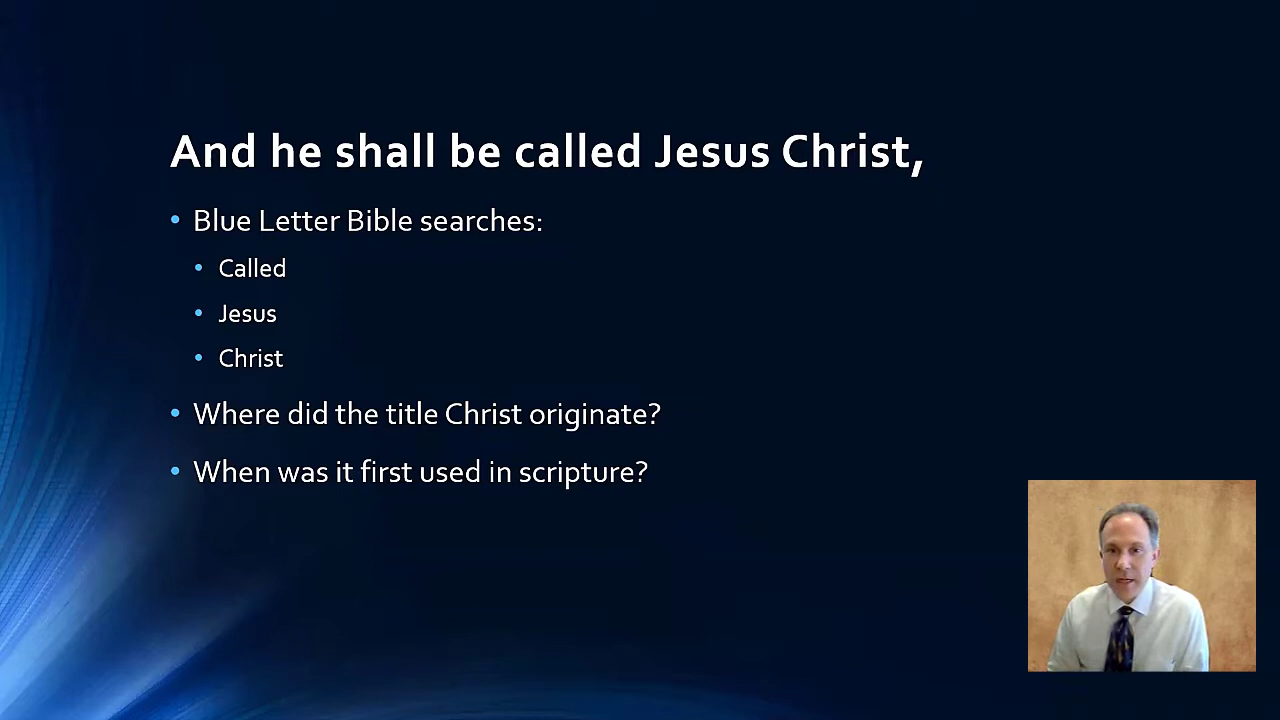 And he shall be called Jesus Christ,
Blue Letter Bible searches:
Called
Jesus
Christ
Where did the title Christ originate?
When was it first used in scripture?